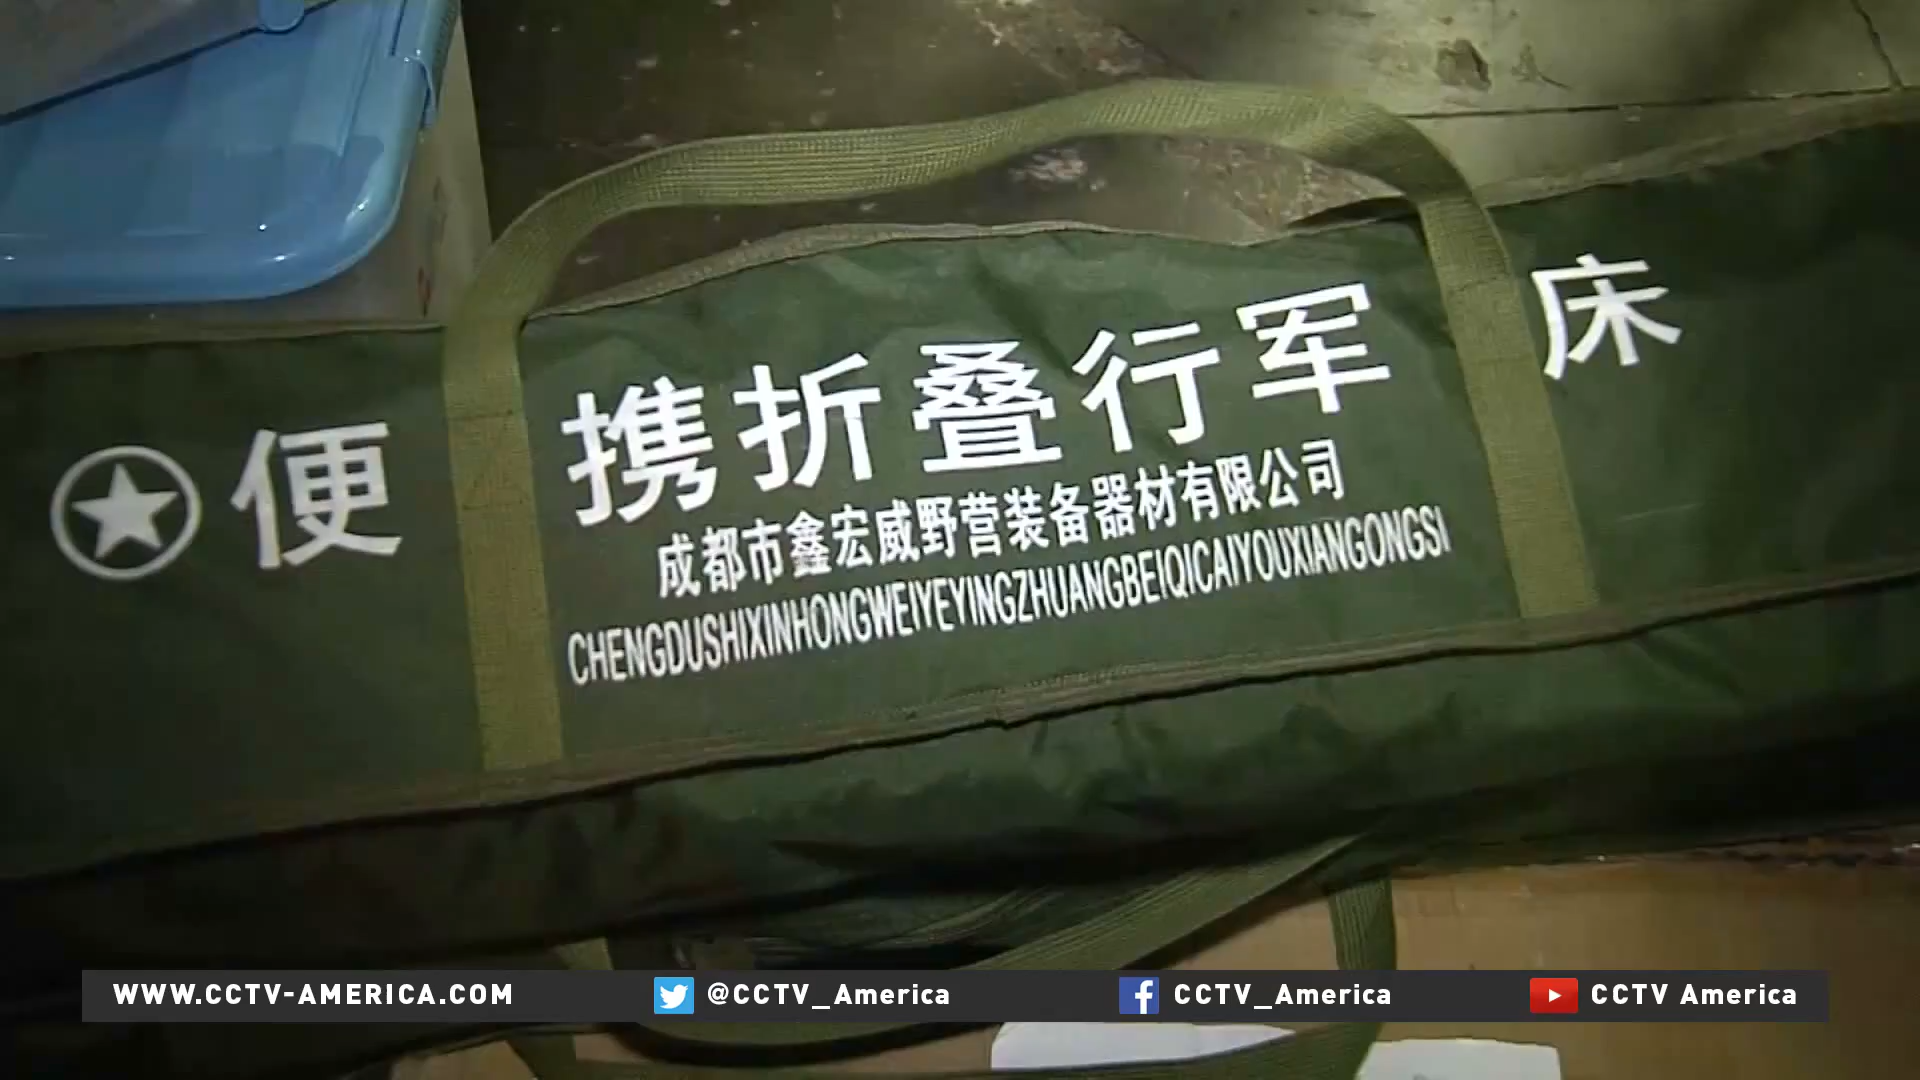 便携折叠行军床
成都市鑫宏威野营装备器材有限公司
CHENGDUSHIXINHONGWEIYEYINGZHUANGBEIQICAIYOUXIANGONGSI
WWW.CCTV-AMERICA.COM @CCTV_America CCTV_America CCTV America